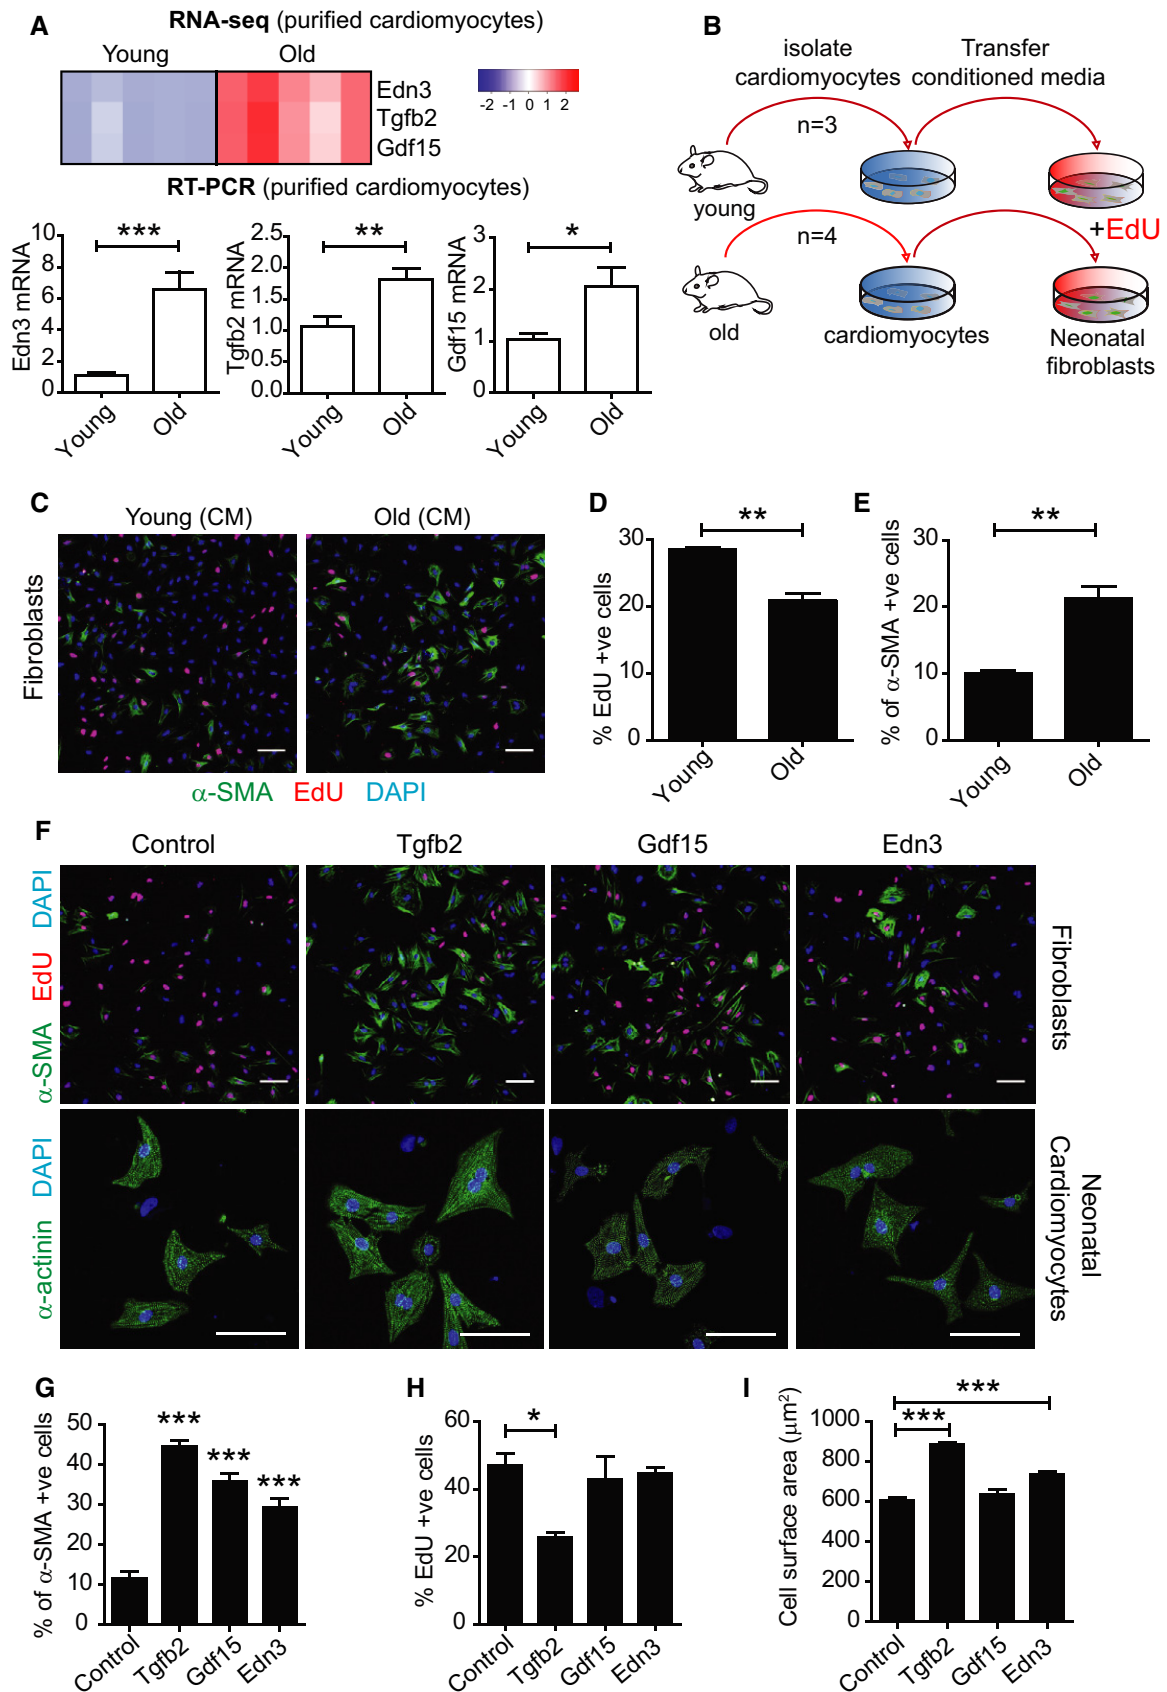 A
RNA-seq (purified cardiomyocytes)
Young Old
Edn3
Tgfb2
Gdf15
-2 -1 0 1 2
RT-PCR (purified cardiomyocytes)
Edn3 mRNA
10
8
6
4
2
0
***
Young
Old
Tgfb2 mRNA
2.5
2.0
1.5
1.0
0.5
0.0
**
Young
Old
Gdf15 mRNA
3
2
1
0
*
Young
Old
B
isolate
cardiomyocytes
Transfer
conditioned media
n=3
young
+EdU
n=4
old
cardiomyocytes
Neonatal
fibroblasts
C
Young (CM) Old (CM)
Fibroblasts
α-SMA EdU DAPI
D
% EdU +ve cells
30
20
10
0
**
Young
Old
E
% of α-SMA +ve cells
30
20
10
0
**
Young
Old
F
Control Tgfb2 Gdf15 Edn3
α-SMA EdU DAPI
Fibroblasts
α-actinin DAPI
Neonatal
Cardiomyocytes
G
% of α-SMA +ve cells
50
40
30
20
10
0
***
***
***
Control
Tgfb2
Gdf15
Edn3
H
% EdU +ve cells
60
40
20
0
*
Control
Tgfb2
Gdf15
Edn3
I
Cell surface area (μm²)
1000
800
600
400
200
0
***
***
Control
Tgfb2
Gdf15
Edn3